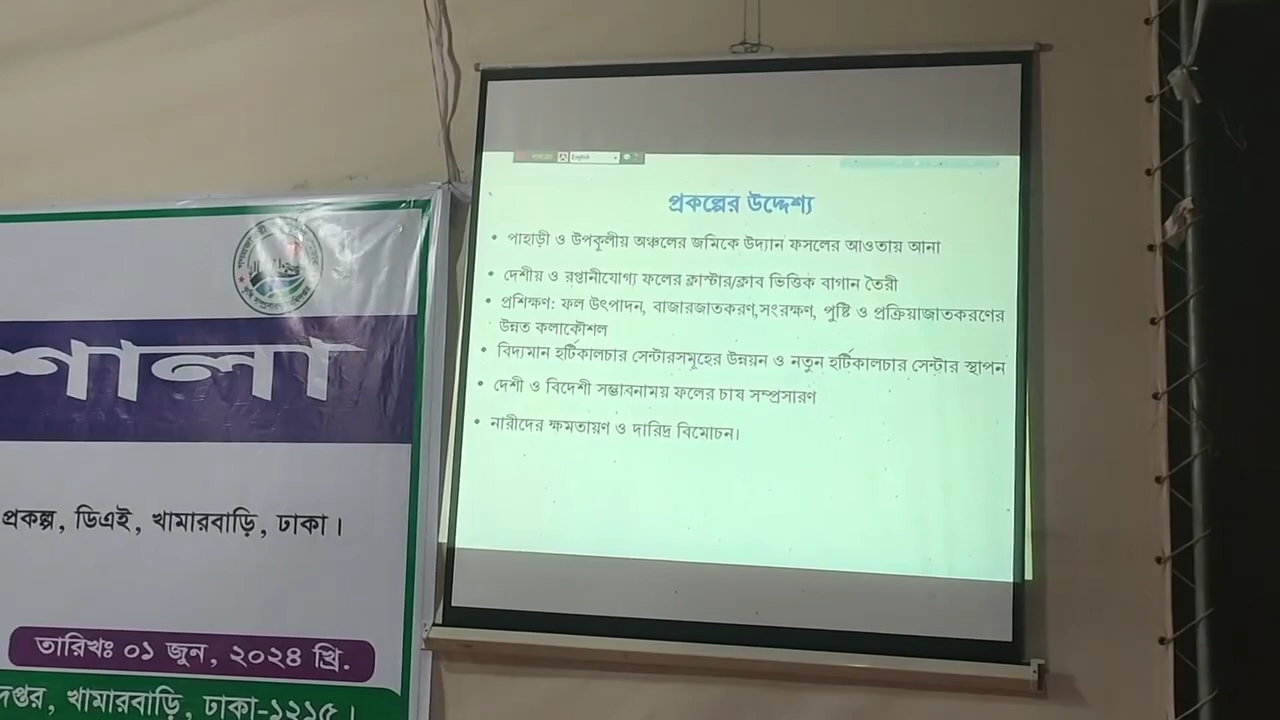 শালা
প্রকল্প, ডিএই, খামারবাড়ি, ঢাকা।
তারিখঃ ০১ জুন, ২০২৪ খ্রি.
খামারবাড়ি, ঢাকা-১২১৫।
English
প্রকল্পের উদ্দেশ্য
• পাহাড়ী ও উপকূলীয় অঞ্চলের জমিকে উদ্যান ফসলের আওতায় আনা
• দেশীয় ও রপ্তানীযোগ্য ফলের ক্লাস্টার/ক্লাব ভিত্তিক বাগান তৈরী
• প্রশিক্ষণ: ফল উৎপাদন, বাজারজাতকরণ,সংরক্ষণ, পুষ্টি ও প্রক্রিয়াজাতকরণের
উন্নত কলাকৌশল
• বিদ্যমান হর্টিকালচার সেন্টারসমূহের উন্নয়ন ও নতুন হর্টিকালচার সেন্টার স্থাপন
• দেশী ও বিদেশী সম্ভাবনাময় ফলের চাষ সম্প্রসারণ
• নারীদের ক্ষমতায়ণ ও দারিদ্র বিমোচন।